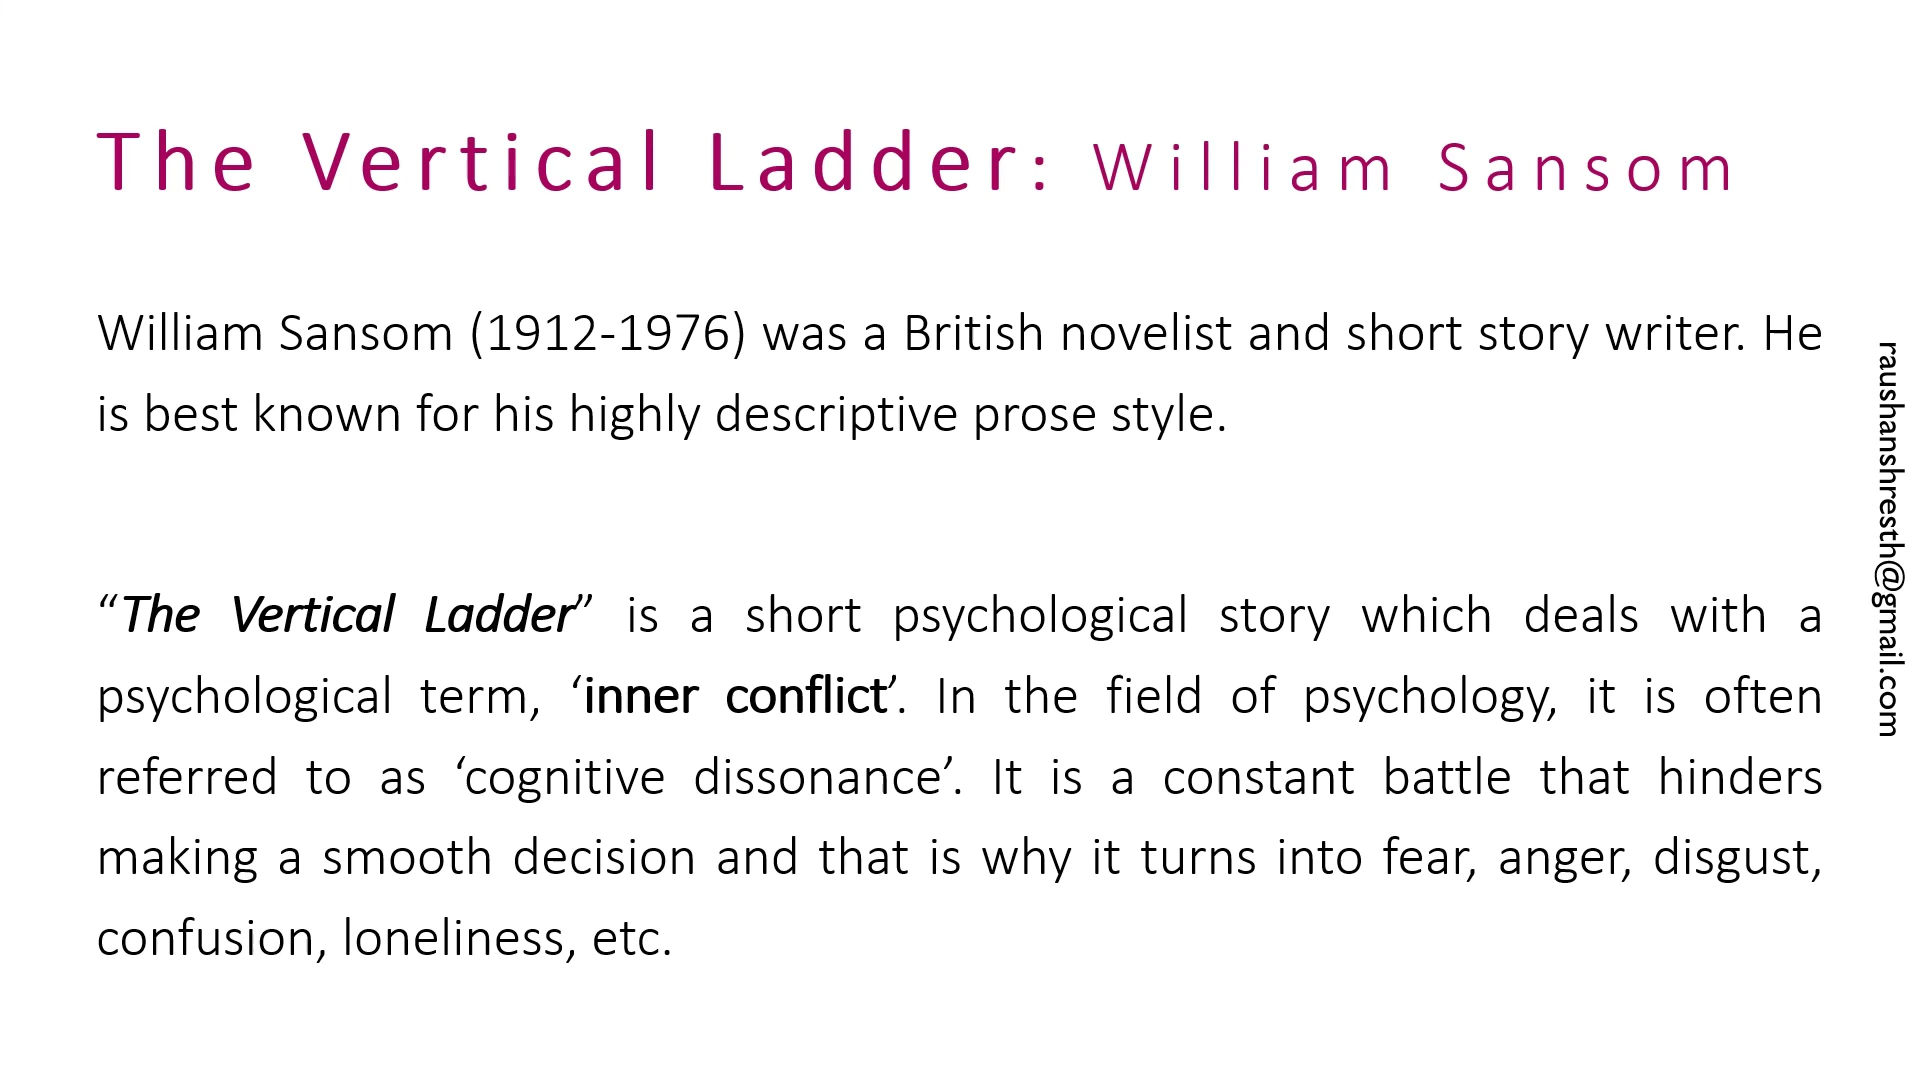 The Vertical Ladder: William Sansom
William Sansom (1912-1976) was a British novelist and short story writer. He
is best known for his highly descriptive prose style.
“The Vertical Ladder” is a short psychological story which deals with a
psychological term, ‘inner conflict’. In the field of psychology, it is often
referred to as ‘cognitive dissonance’. It is a constant battle that hinders
making a smooth decision and that is why it turns into fear, anger, disgust,
confusion, loneliness, etc.
raushanshresth@gmail.com